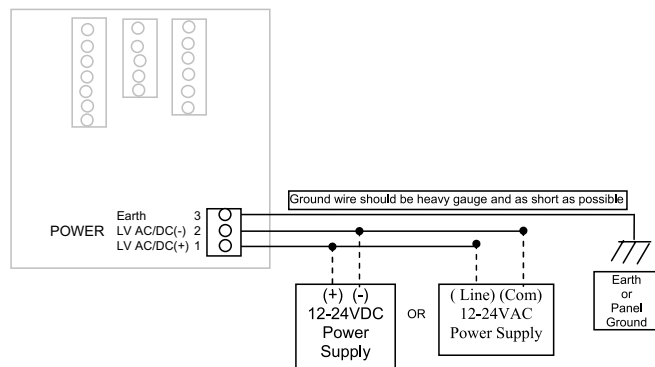 Ground wire should be heavy gauge and as short as possible
Earth 3
POWER LV AC/DC(-) 2
LV AC/DC(+) 1
Earth
or
Panel
Ground
(+) (-)
12-24VDC
Power
Supply
OR
( Line) (Com)
12-24VAC
Power Supply